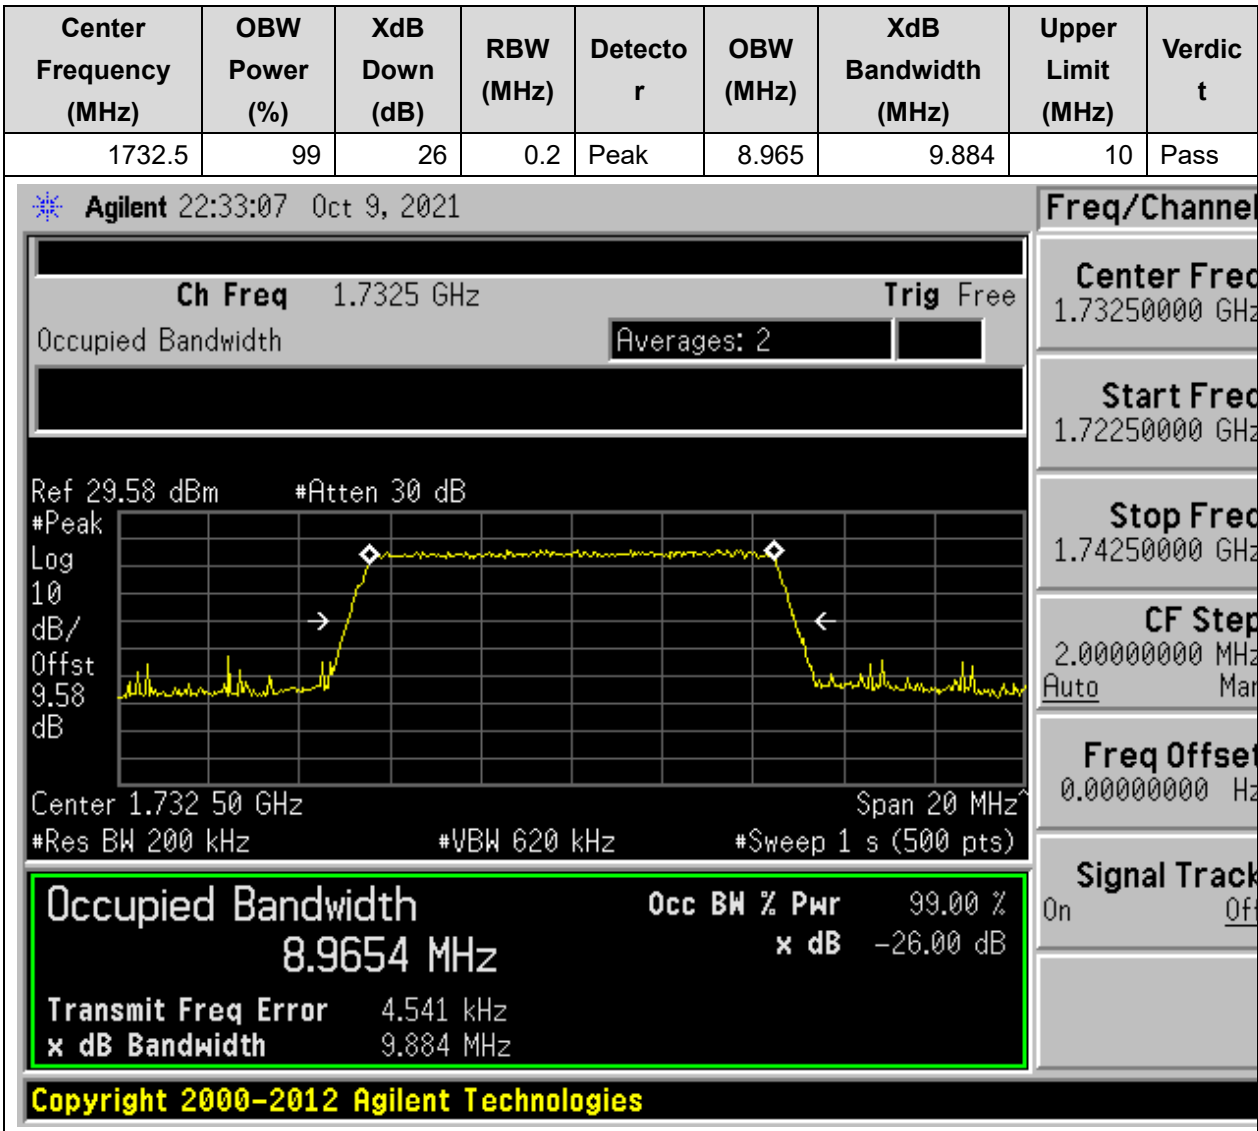 Center Frequency (MHz) OBW Power (%) XdB Down (dB) RBW (MHz) Detecto r OBW (MHz) XdB Bandwidth (MHz) Upper Limit (MHz) Verdic t
1732.5 99 26 0.2 Peak 8.965 9.884 10 Pass
Agilent 22:33:07 Oct 9, 2021
Freq/Channel
Ch Freq 1.7325 GHz Trig Free
Occupied Bandwidth Averages: 2
Center Freq
1.73250000 GHz
Start Freq
1.72250000 GHz
Stop Freq
1.74250000 GHz
CF Step
2.00000000 MHz
Auto Man
Freq Offset
0.00000000 Hz
Signal Track
On Off
Ref 29.58 dBm #Atten 30 dB
#Peak
Log
10
dB/
Offst
9.58
dB
Center 1.732 50 GHz Span 20 MHz^
#Res BW 200 kHz #VBW 620 kHz #Sweep 1 s (500 pts)
Occupied Bandwidth
8.9654 MHz
Occ BW % Pwr 99.00 %
x dB -26.00 dB
Transmit Freq Error 4.541 kHz
x dB Bandwidth 9.884 MHz
Copyright 2000-2012 Agilent Technologies